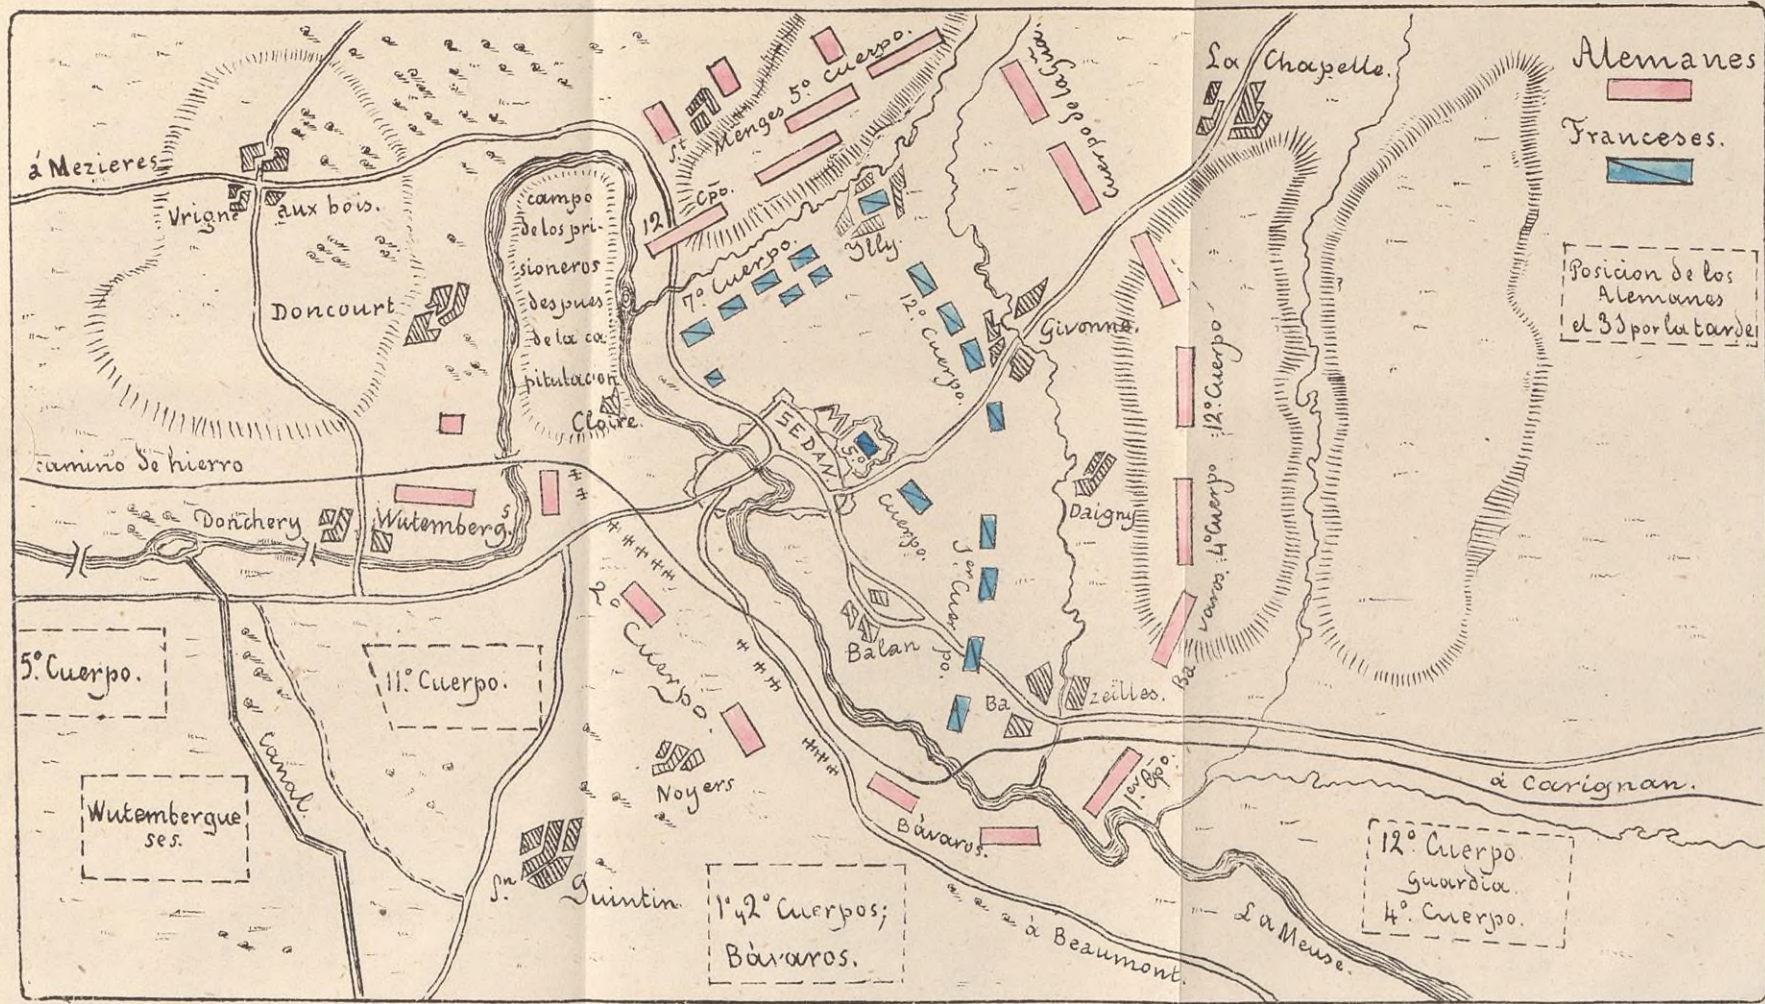 á Mezieres
Vrigne aux bois.
Doncourt
camino de hierro
Donchery
Wutemberg.s
campo
de los pri-
sioneros
despues
de la ca
pitulacion
Cloire.
St Menges
5º Cuerpo.
12 Cpo.
Cuerpo de la Guia.
La Chapelle.
Alemanes
Franceses.
Posicion de los
Alemanes
el 31 por la tarde
Ylly.
7º Cuerpo.
12º Cuerpo.
Givonne.
SEDAN.
5º
Cuerpo.
1er Cuerpo.
Daigny
12º Cuerpo
4º Cuerpo
Bavaros.
Balan
Bazeilles.
2º Cuerpo.
Noyers
Sn Quintin.
Bávaros.
1er Cpo.
á Carignan.
á Beaumont.
La Meuse.
Canal.
5º Cuerpo.
11º Cuerpo.
Wutembergue
ses.
1º y 2º Cuerpos;
Bávaros.
12º Cuerpo
Guardia.
4º. Cuerpo.